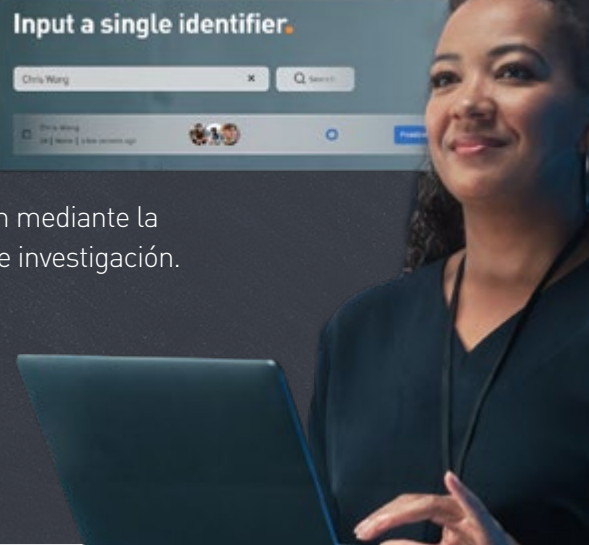 Input a single identifier.
Chris Wang
Search
Chris Wang
n mediante la
e investigación.